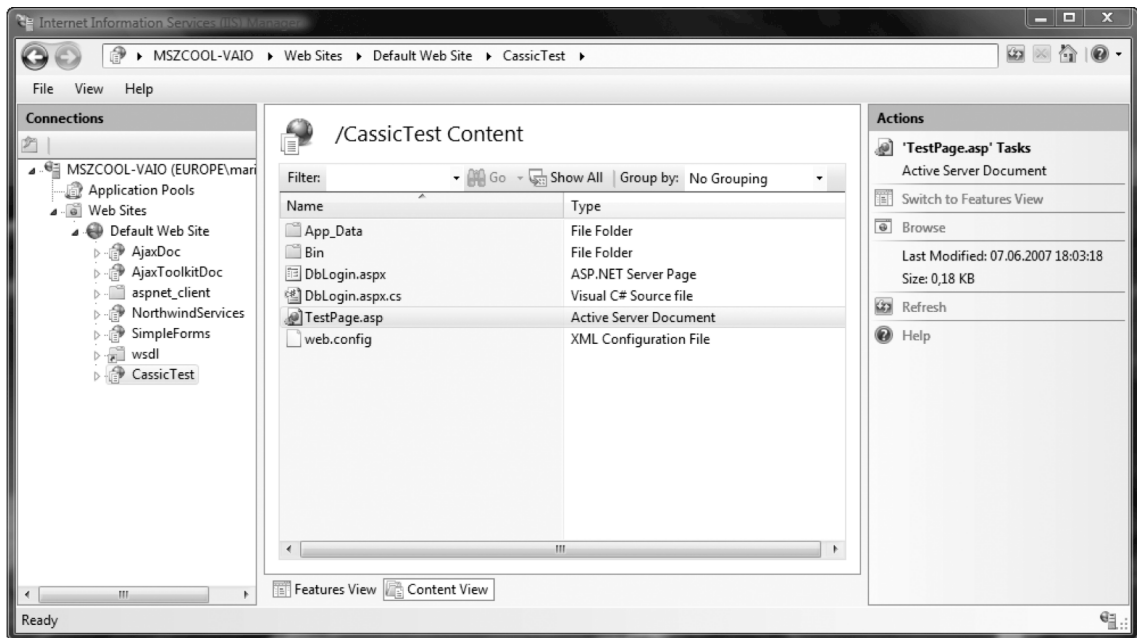 Internet Information Services (IIS) Manager
MSZCOOL-VAIO Web Sites Default Web Site CassicTest
File View Help
Connections
MSZCOOL-VAIO (EUROPE\mari
Application Pools
Web Sites
Default Web Site
AjaxDoc
AjaxToolkitDoc
aspnet_client
NorthwindServices
SimpleForms
wsdl
CassicTest
/CassicTest Content
Filter: Go Show All Group by: No Grouping
Name Type
App_Data File Folder
Bin File Folder
DbLogin.aspx ASP.NET Server Page
DbLogin.aspx.cs Visual C# Source file
TestPage.asp Active Server Document
web.config XML Configuration File
Features View Content View
Actions
'TestPage.asp' Tasks
Active Server Document
Switch to Features View
Browse
Last Modified: 07.06.2007 18:03:18
Size: 0,18 KB
Refresh
Help
Ready